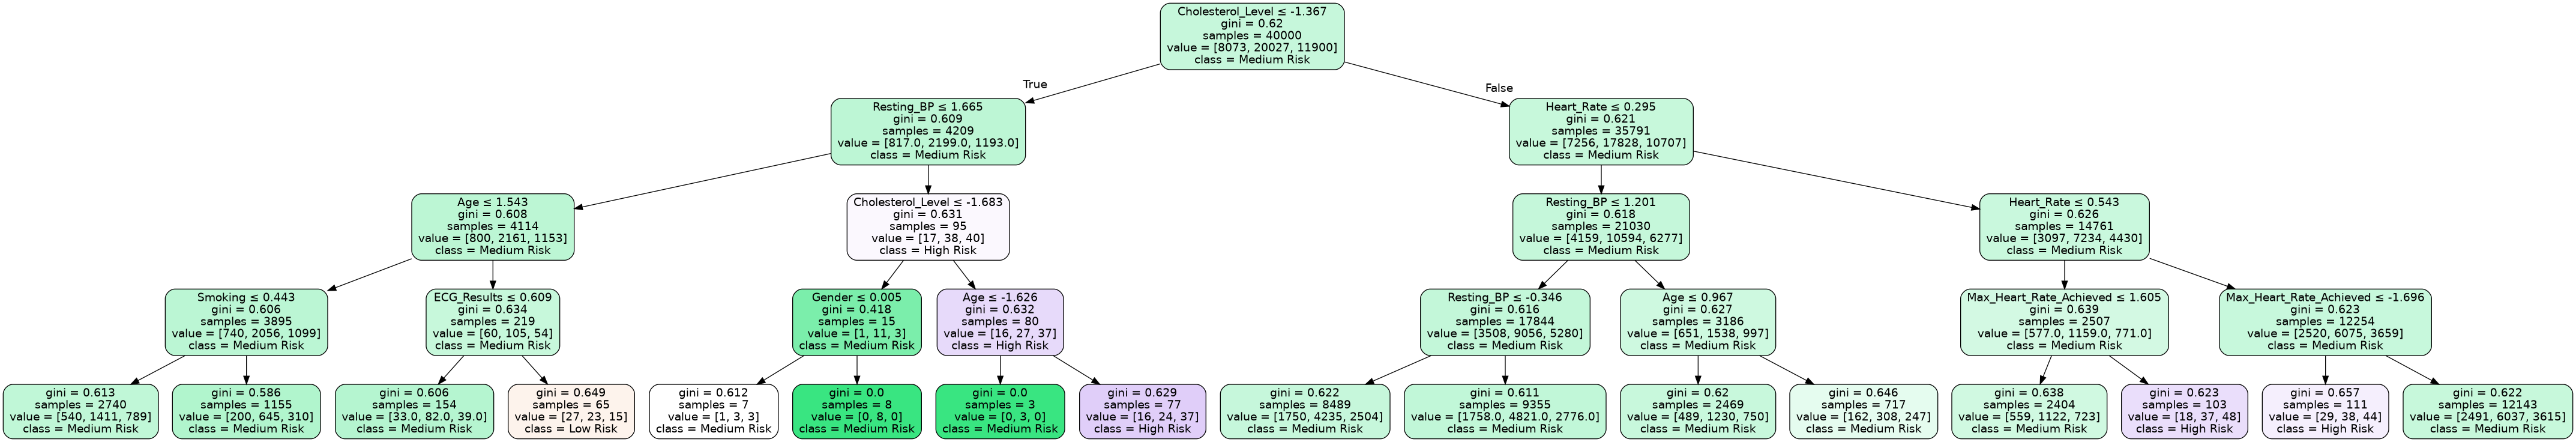 Cholesterol_Level ≤ -1.367
gini = 0.62
samples = 40000
value = [8073, 20027, 11900]
class = Medium Risk
True
False
Resting_BP ≤ 1.665
gini = 0.609
samples = 4209
value = [817.0, 2199.0, 1193.0]
class = Medium Risk
Heart_Rate ≤ 0.295
gini = 0.621
samples = 35791
value = [7256, 17828, 10707]
class = Medium Risk
Age ≤ 1.543
gini = 0.608
samples = 4114
value = [800, 2161, 1153]
class = Medium Risk
Cholesterol_Level ≤ -1.683
gini = 0.631
samples = 95
value = [17, 38, 40]
class = High Risk
Resting_BP ≤ 1.201
gini = 0.618
samples = 21030
value = [4159, 10594, 6277]
class = Medium Risk
Heart_Rate ≤ 0.543
gini = 0.626
samples = 14761
value = [3097, 7234, 4430]
class = Medium Risk
Smoking ≤ 0.443
gini = 0.606
samples = 3895
value = [740, 2056, 1099]
class = Medium Risk
ECG_Results ≤ 0.609
gini = 0.634
samples = 219
value = [60, 105, 54]
class = Medium Risk
Gender ≤ 0.005
gini = 0.418
samples = 15
value = [1, 11, 3]
class = Medium Risk
Age ≤ -1.626
gini = 0.632
samples = 80
value = [16, 27, 37]
class = High Risk
Resting_BP ≤ -0.346
gini = 0.616
samples = 17844
value = [3508, 9056, 5280]
class = Medium Risk
Age ≤ 0.967
gini = 0.627
samples = 3186
value = [651, 1538, 997]
class = Medium Risk
Max_Heart_Rate_Achieved ≤ 1.605
gini = 0.639
samples = 2507
value = [577.0, 1159.0, 771.0]
class = Medium Risk
Max_Heart_Rate_Achieved ≤ -1.696
gini = 0.623
samples = 12254
value = [2520, 6075, 3659]
class = Medium Risk
gini = 0.613
samples = 2740
value = [540, 1411, 789]
class = Medium Risk
gini = 0.586
samples = 1155
value = [200, 645, 310]
class = Medium Risk
gini = 0.606
samples = 154
value = [33.0, 82.0, 39.0]
class = Medium Risk
gini = 0.649
samples = 65
value = [27, 23, 15]
class = Low Risk
gini = 0.612
samples = 7
value = [1, 3, 3]
class = Medium Risk
gini = 0.0
samples = 8
value = [0, 8, 0]
class = Medium Risk
gini = 0.0
samples = 3
value = [0, 3, 0]
class = Medium Risk
gini = 0.629
samples = 77
value = [16, 24, 37]
class = High Risk
gini = 0.622
samples = 8489
value = [1750, 4235, 2504]
class = Medium Risk
gini = 0.611
samples = 9355
value = [1758.0, 4821.0, 2776.0]
class = Medium Risk
gini = 0.62
samples = 2469
value = [489, 1230, 750]
class = Medium Risk
gini = 0.646
samples = 717
value = [162, 308, 247]
class = Medium Risk
gini = 0.638
samples = 2404
value = [559, 1122, 723]
class = Medium Risk
gini = 0.623
samples = 103
value = [18, 37, 48]
class = High Risk
gini = 0.657
samples = 111
value = [29, 38, 44]
class = High Risk
gini = 0.622
samples = 12143
value = [2491, 6037, 3615]
class = Medium Risk